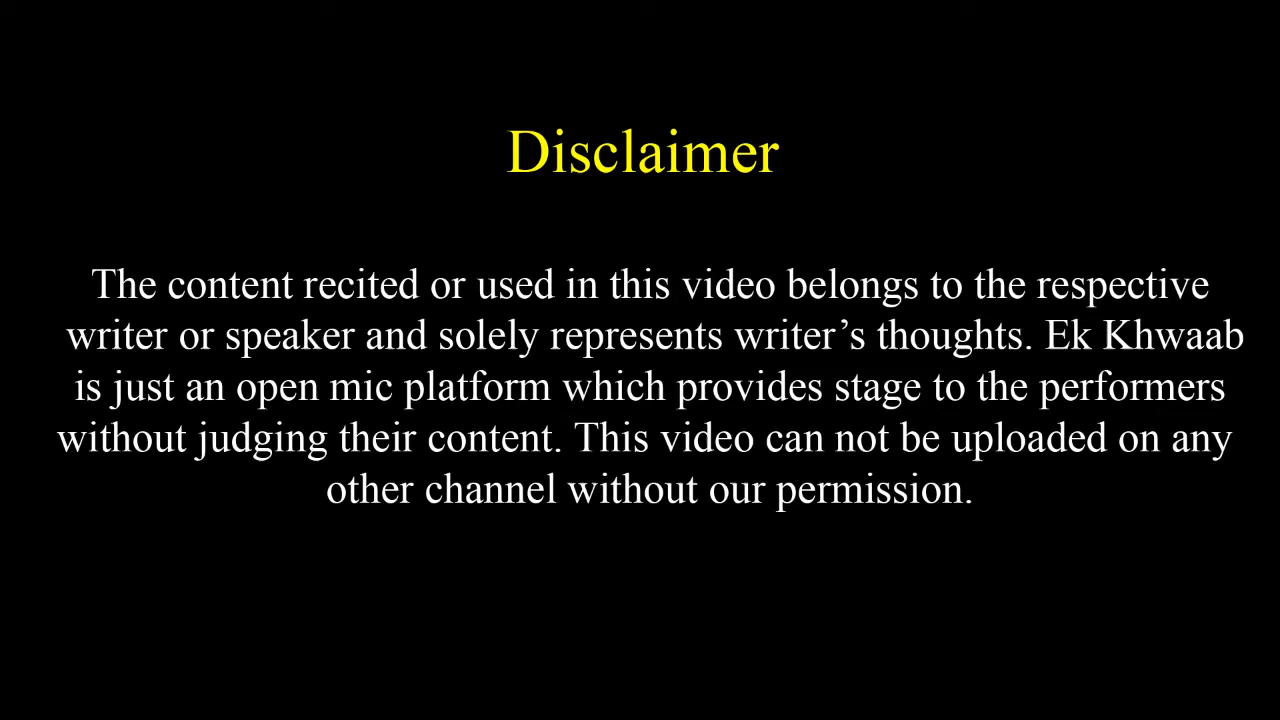 Disclaimer
The content recited or used in this video belongs to the respective
writer or speaker and solely represents writer’s thoughts. Ek Khwaab
is just an open mic platform which provides stage to the performers
without judging their content. This video can not be uploaded on any
other channel without our permission.